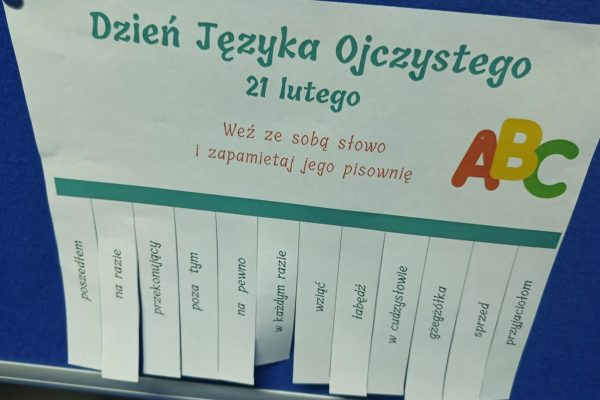 Dzień Języka Ojczystego
21 lutego
Weź ze sobą słowo
i zapamietaj jego pisownię
ABC
poszedłem
na razie
przekonujący
poza tym
na pewno
w każdym razie
wziąć
łabędź
w cudzysłowie
gżegżółka
sprzed
przyjaciołom